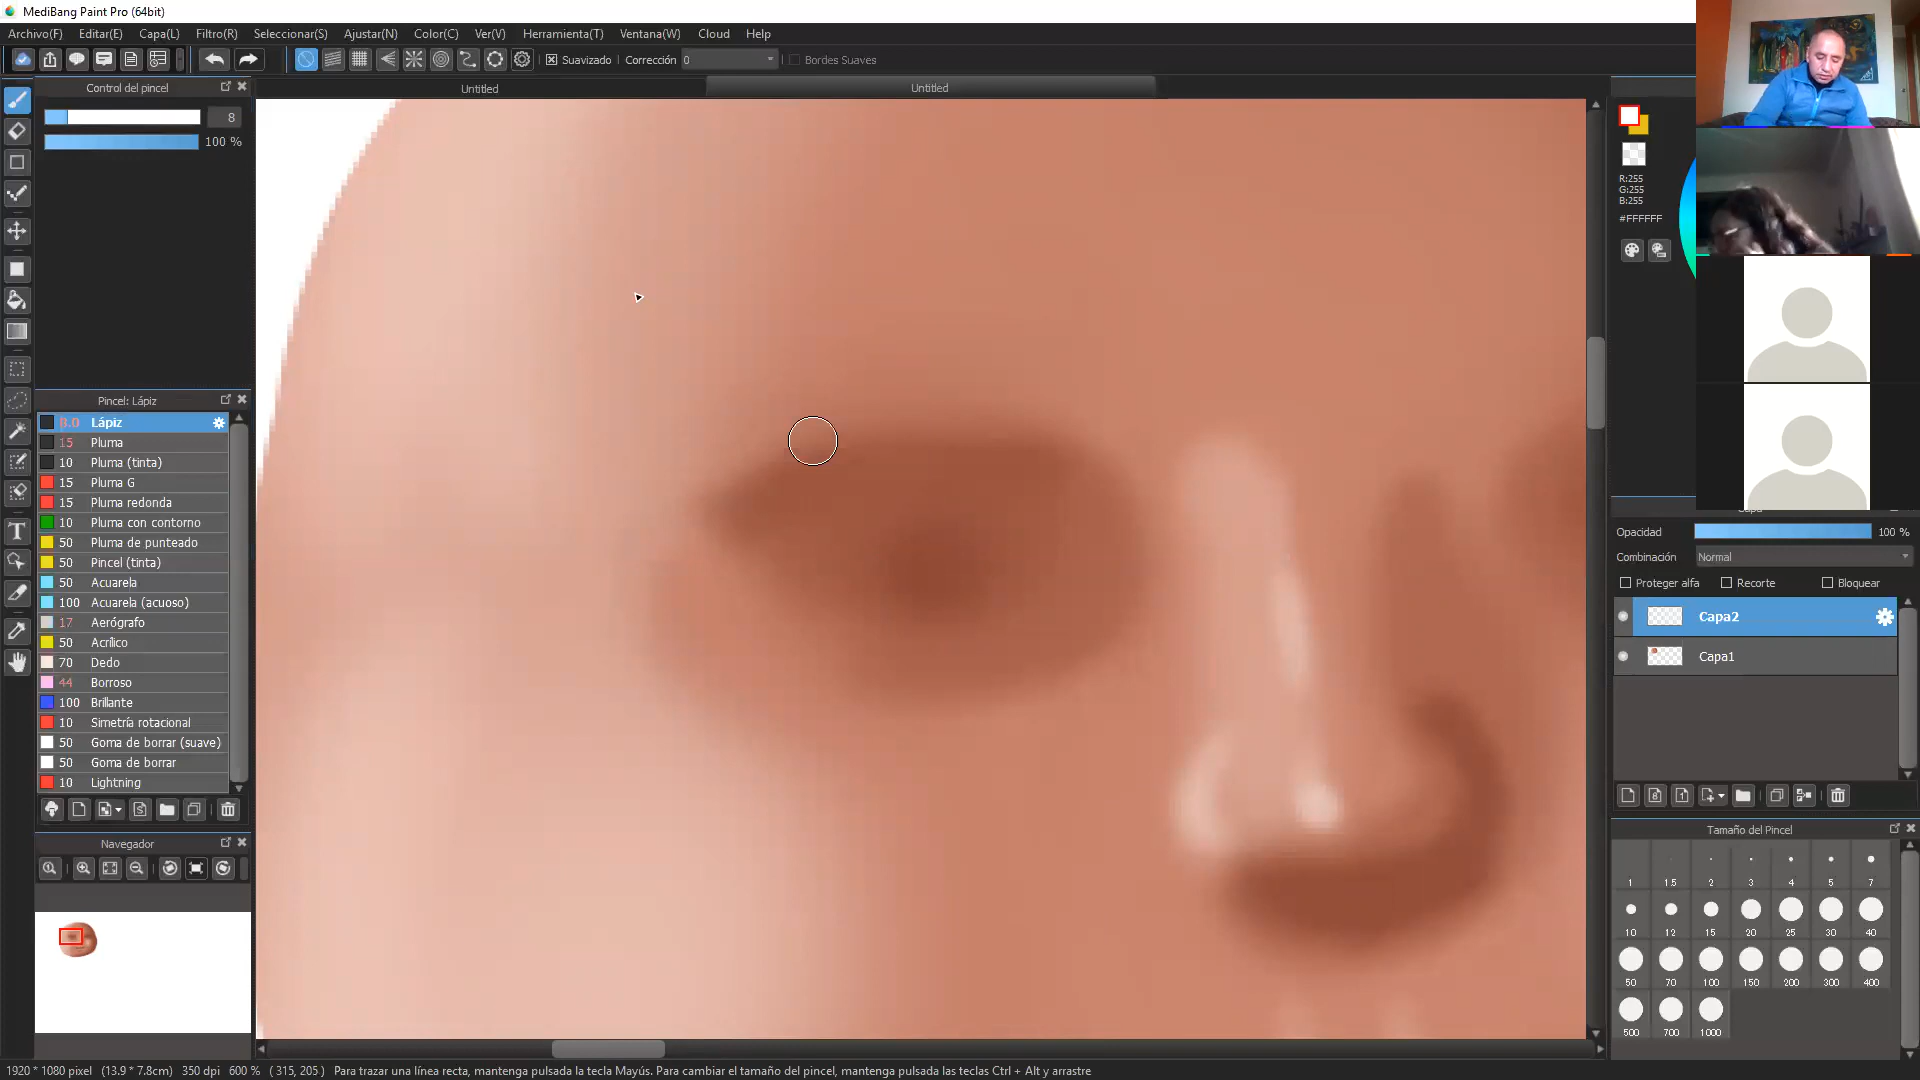 MediBang Paint Pro (64bit)
Archivo(F) Editar(E) Capa(L) Filtro(R) Seleccionar(S) Ajustar(N) Color(C) Ver(V) Herramienta(T) Ventana(W) Cloud Help
Suavizado Corrección 0 Bordes Suaves
Control del pincel
Untitled
Untitled
8
100 %
R:255
G:255
B:255
#FFFFFF
Pincel: Lápiz
8.0 Lápiz
15 Pluma
10 Pluma (tinta)
15 Pluma G
15 Pluma redonda
10 Pluma con contorno
50 Pluma de punteado
50 Pincel (tinta)
50 Acuarela
100 Acuarela (acuoso)
17 Aerógrafo
50 Acrílico
70 Dedo
44 Borroso
100 Brillante
10 Simetría rotacional
50 Goma de borrar (suave)
50 Goma de borrar
10 Lightning
Opacidad 100 %
Combinación Normal
Proteger alfa Recorte Bloquear
Capa2
Capa1
Navegador
Tamaño del Pincel
1 1.5 2 3 4 5 7
10 12 15 20 25 30 40
50 70 100 150 200 300 400
500 700 1000
1920 * 1080 pixel (13.9 * 7.8cm) 350 dpi 600 % ( 315, 205 ) Para trazar una línea recta, mantenga pulsada la tecla Mayús. Para cambiar el tamaño del pincel, mantenga pulsada las teclas Ctrl + Alt y arrastre